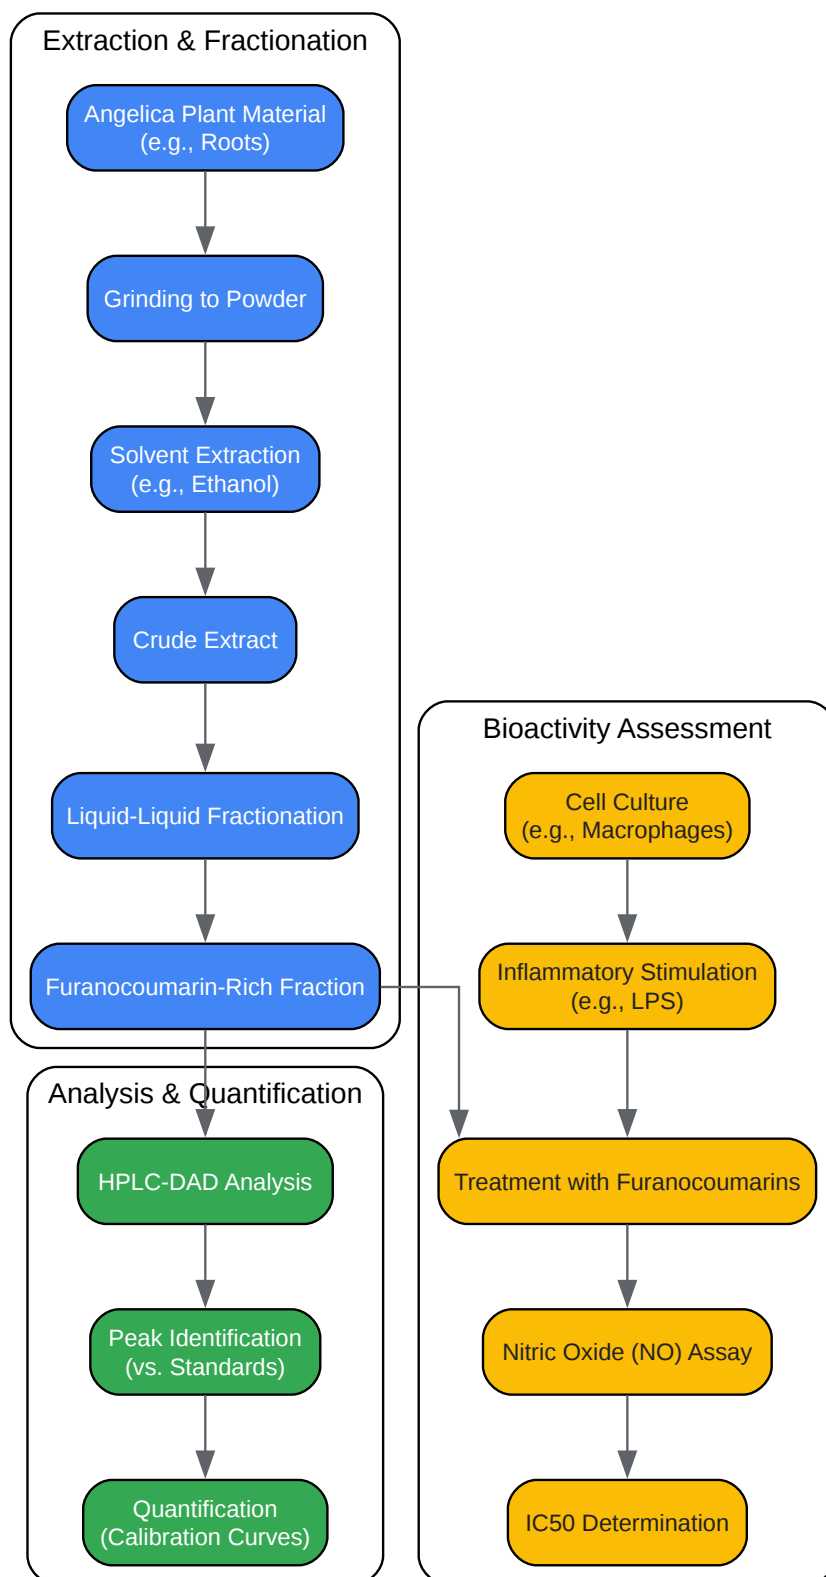 Extraction & Fractionation
Angelica Plant Material
(e.g., Roots)
Grinding to Powder
Solvent Extraction
(e.g., Ethanol)
Crude Extract
Liquid-Liquid Fractionation
Furanocoumarin-Rich Fraction
Analysis & Quantification
HPLC-DAD Analysis
Peak Identification
(vs. Standards)
Quantification
(Calibration Curves)
Bioactivity Assessment
Cell Culture
(e.g., Macrophages)
Inflammatory Stimulation
(e.g., LPS)
Treatment with Furanocoumarins
Nitric Oxide (NO) Assay
IC50 Determination